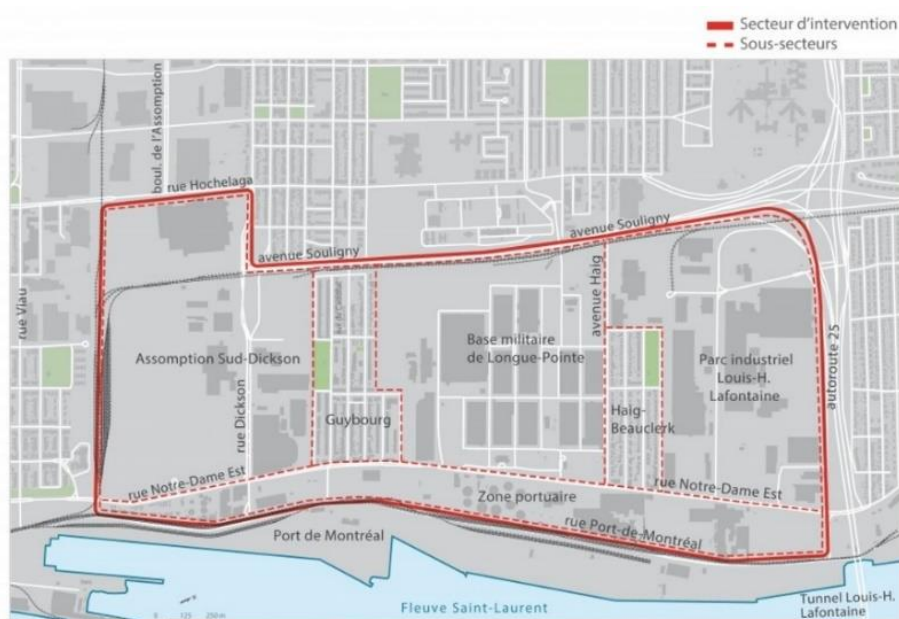 Secteur d'intervention
Sous-secteurs
boul. de l'Assomption
rue Hochelaga
avenue Souligny
avenue Souligny
rue Viau
avenue Haig
autoroute 25
Assomption Sud-Dickson
Base militaire
de Longue-Pointe
Parc industriel
Louis-H.
Lafontaine
rue Dickson
Guybourg
Haig-
Beauclerk
rue Notre-Dame Est
rue Notre-Dame Est
Zone portuaire
rue Port-de-Montréal
Port de Montréal
Fleuve Saint-Laurent
Tunnel Louis-H.
Lafontaine
0 125 250 m